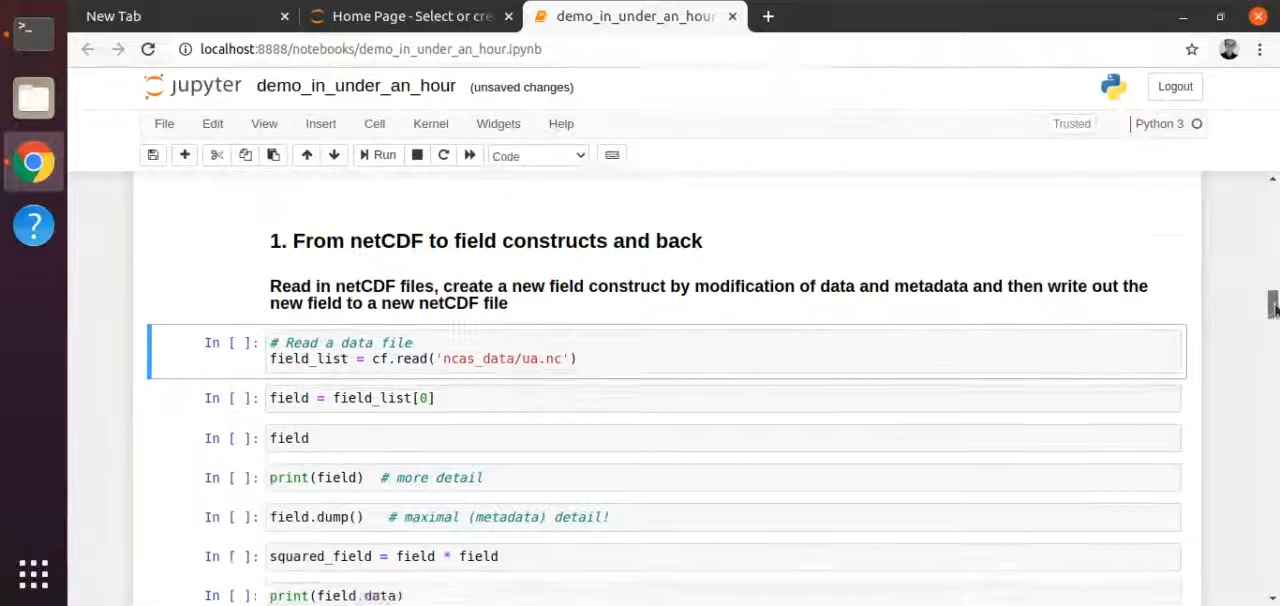 New Tab
Home Page - Select or cre
demo_in_under_an_hour
localhost:8888/notebooks/demo_in_under_an_hour.ipynb
jupyter demo_in_under_an_hour (unsaved changes)
Logout
File Edit View Insert Cell Kernel Widgets Help
Trusted
Python 3
Run
Code
1. From netCDF to field constructs and back
Read in netCDF files, create a new field construct by modification of data and metadata and then write out the
new field to a new netCDF file
In [ ]: # Read a data file
field_list = cf.read('ncas_data/ua.nc')
In [ ]: field = field_list[0]
In [ ]: field
In [ ]: print(field) # more detail
In [ ]: field.dump() # maximal (metadata) detail!
In [ ]: squared_field = field * field
In [ ]: print(field.data)